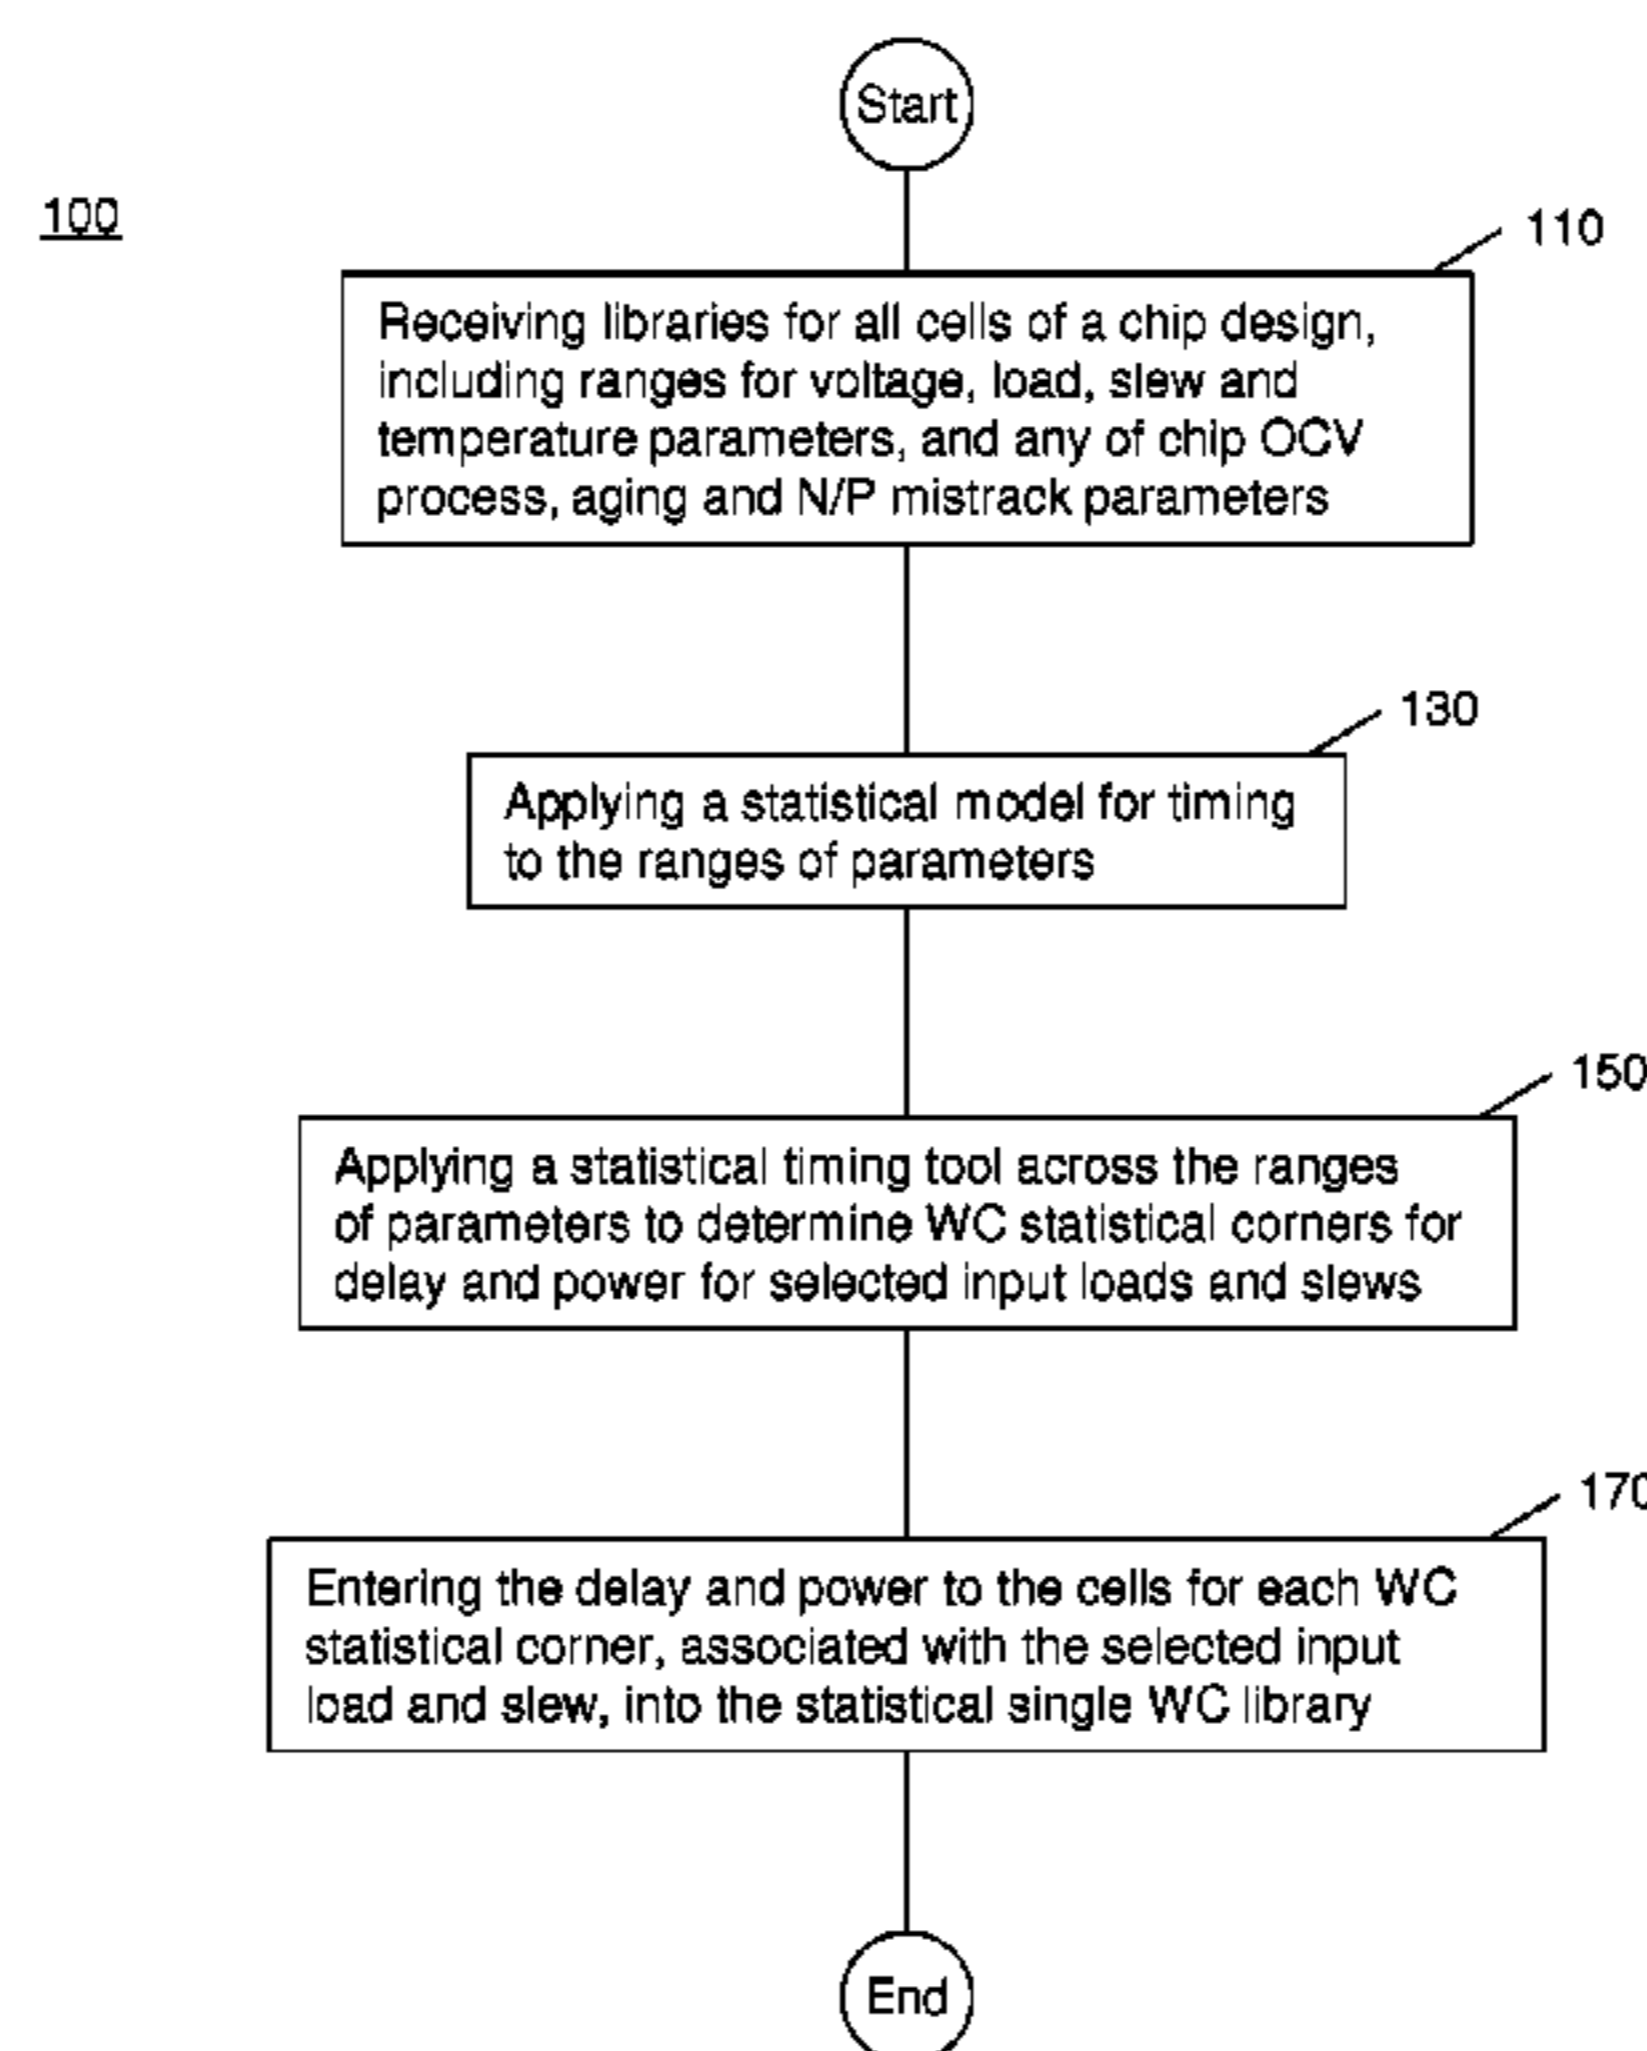 Start
100
110
Receiving libraries for all cells of a chip design,
including ranges for voltage, load, slew and
temperature parameters, and any of chip OCV
process, aging and N/P mistrack parameters
130
Applying a statistical model for timing
to the ranges of parameters
150
Applying a statistical timing tool across the ranges
of parameters to determine WC statistical corners for
delay and power for selected input loads and slews
170
Entering the delay and power to the cells for each WC
statistical corner, associated with the selected input
load and slew, into the statistical single WC library
End